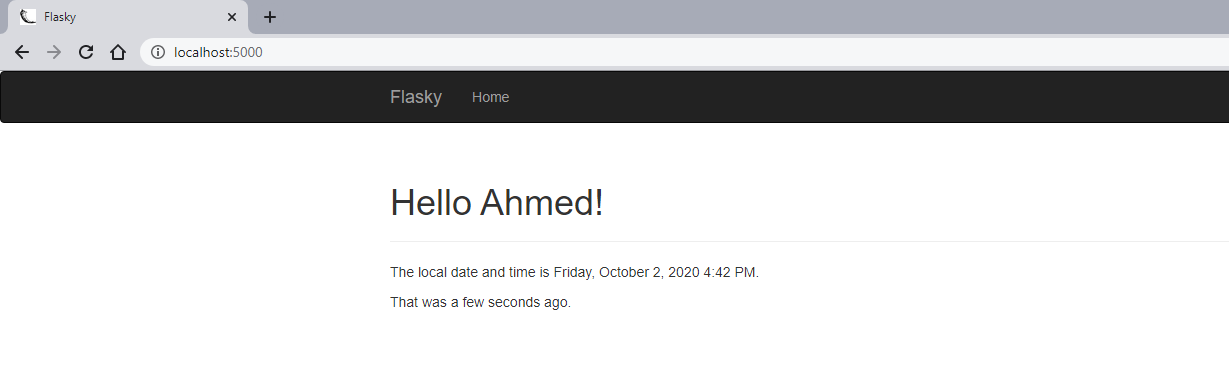 Flasky
localhost:5000
Flasky Home
Hello Ahmed!
The local date and time is Friday, October 2, 2020 4:42 PM.
That was a few seconds ago.